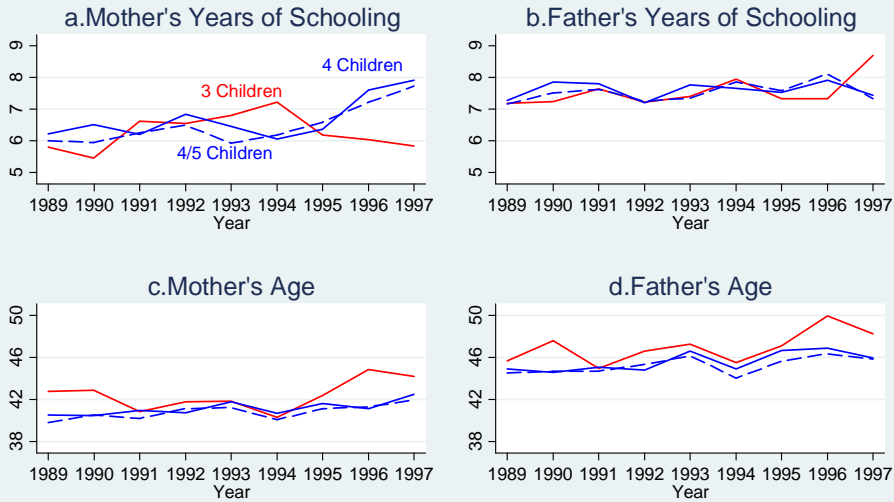 a.Mother's Years of Schooling
9
8
7
6
5
4 Children
3 Children
4/5 Children
1989 1990 1991 1992 1993 1994 1995 1996 1997
Year
b.Father's Years of Schooling
9
8
7
6
5
1989 1990 1991 1992 1993 1994 1995 1996 1997
Year
c.Mother's Age
50
46
42
38
1989 1990 1991 1992 1993 1994 1995 1996 1997
Year
d.Father's Age
50
46
42
38
1989 1990 1991 1992 1993 1994 1995 1996 1997
Year